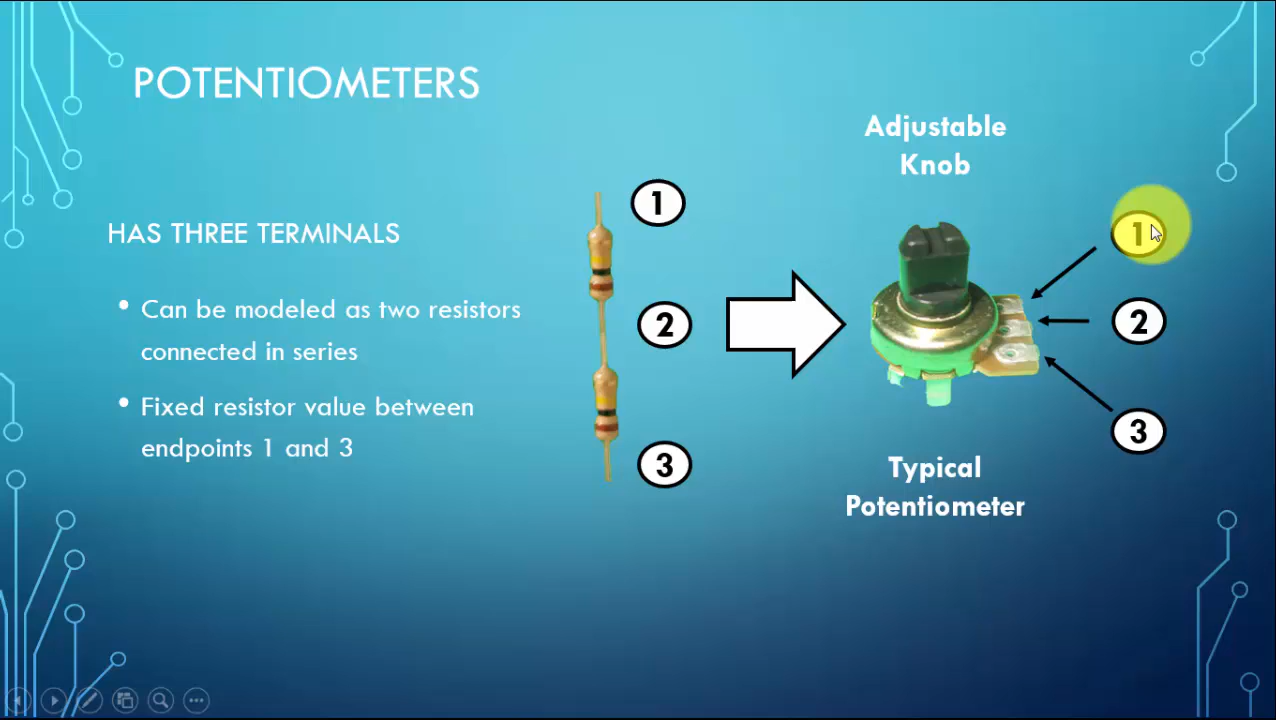 POTENTIOMETERS
HAS THREE TERMINALS
• Can be modeled as two resistors
connected in series
• Fixed resistor value between
endpoints 1 and 3
1
2
3
Adjustable
Knob
1
2
3
Typical
Potentiometer